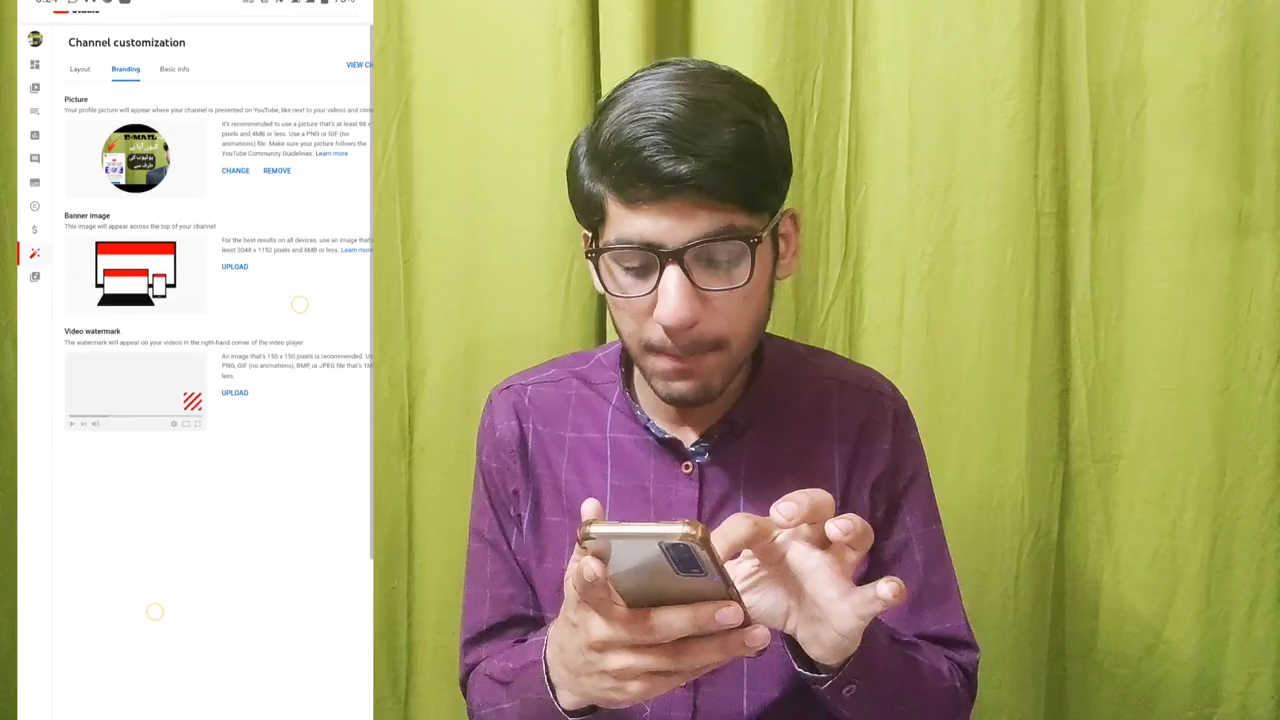 Channel customization
Layout
Branding
Basic info
VIEW CH
Picture
Your profile picture will appear where your channel is presented on YouTube, like next to your videos and
It's recommended to use a picture that's at least 98 x
pixels and 4MB or less. Use a PNG or GIF (no
animations) file. Make sure your picture follows the
YouTube Community Guidelines. Learn more
CHANGE
REMOVE
E-MAIL
کیوں آیا ہے
یوٹیوب کی
طرف سے
Banner image
This image will appear across the top of your channel
For the best results on all devices, use an image that's
least 2048 x 1152 pixels and 6MB or less. Learn more
UPLOAD
Video watermark
The watermark will appear on your videos in the right-hand corner of the video player
An image that's 150 x 150 pixels is recommended.
PNG, GIF (no animations), BMP, or JPEG file that's
less.
UPLOAD